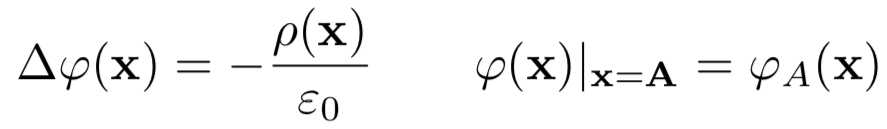 Δφ(𝐱) = −ρ(𝐱)/ε₀    φ(𝐱)|𝐱=𝐀 = φ_A(𝐱)